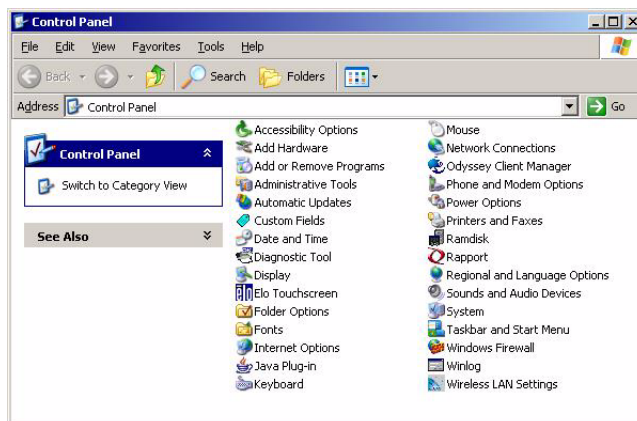 Control Panel
File Edit View Favorites Tools Help
Back Search Folders
Address Control Panel Go
Control Panel
Switch to Category View
See Also
Accessibility Options
Add Hardware
Add or Remove Programs
Administrative Tools
Automatic Updates
Custom Fields
Date and Time
Diagnostic Tool
Display
Elo Touchscreen
Folder Options
Fonts
Internet Options
Java Plug-in
Keyboard
Mouse
Network Connections
Odyssey Client Manager
Phone and Modem Options
Power Options
Printers and Faxes
Ramdisk
Rapport
Regional and Language Options
Sounds and Audio Devices
System
Taskbar and Start Menu
Windows Firewall
Winlog
Wireless LAN Settings